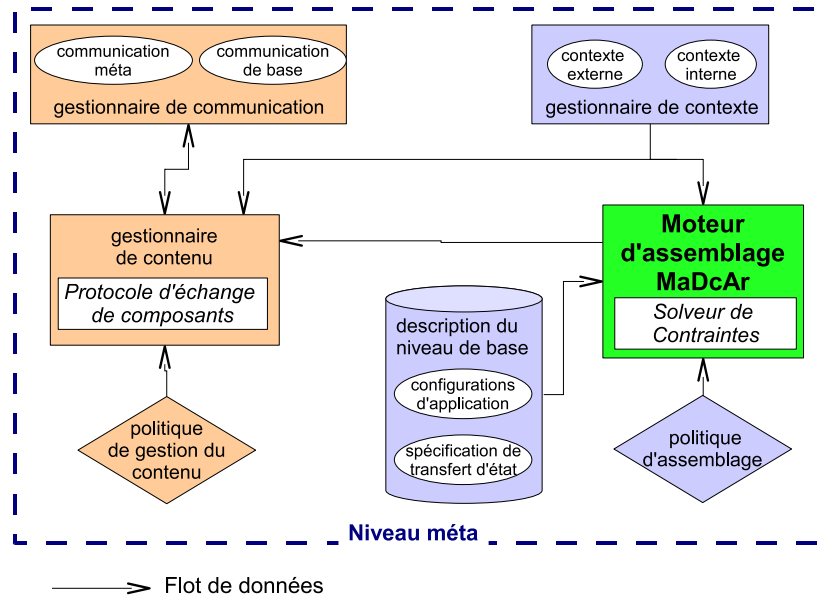 communication
méta
communication
de base
gestionnaire de communication
contexte
externe
contexte
interne
gestionnaire de contexte
gestionnaire
de contenu
Protocole d'échange
de composants
Moteur
d'assemblage
MaDcAr
Solveur de
Contraintes
description du
niveau de base
configurations
d'application
spécification de
transfert d'état
politique
de gestion du
contenu
politique
d'assemblage
Niveau méta
Flot de données